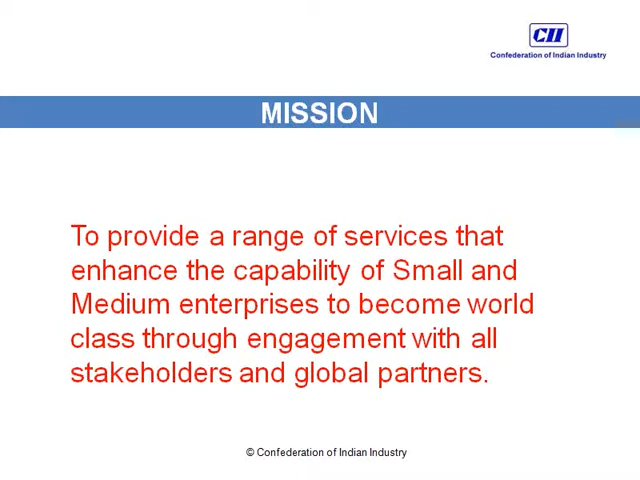 CII
Confederation of Indian Industry
MISSION
To provide a range of services that
enhance the capability of Small and
Medium enterprises to become world
class through engagement with all
stakeholders and global partners.
© Confederation of Indian Industry